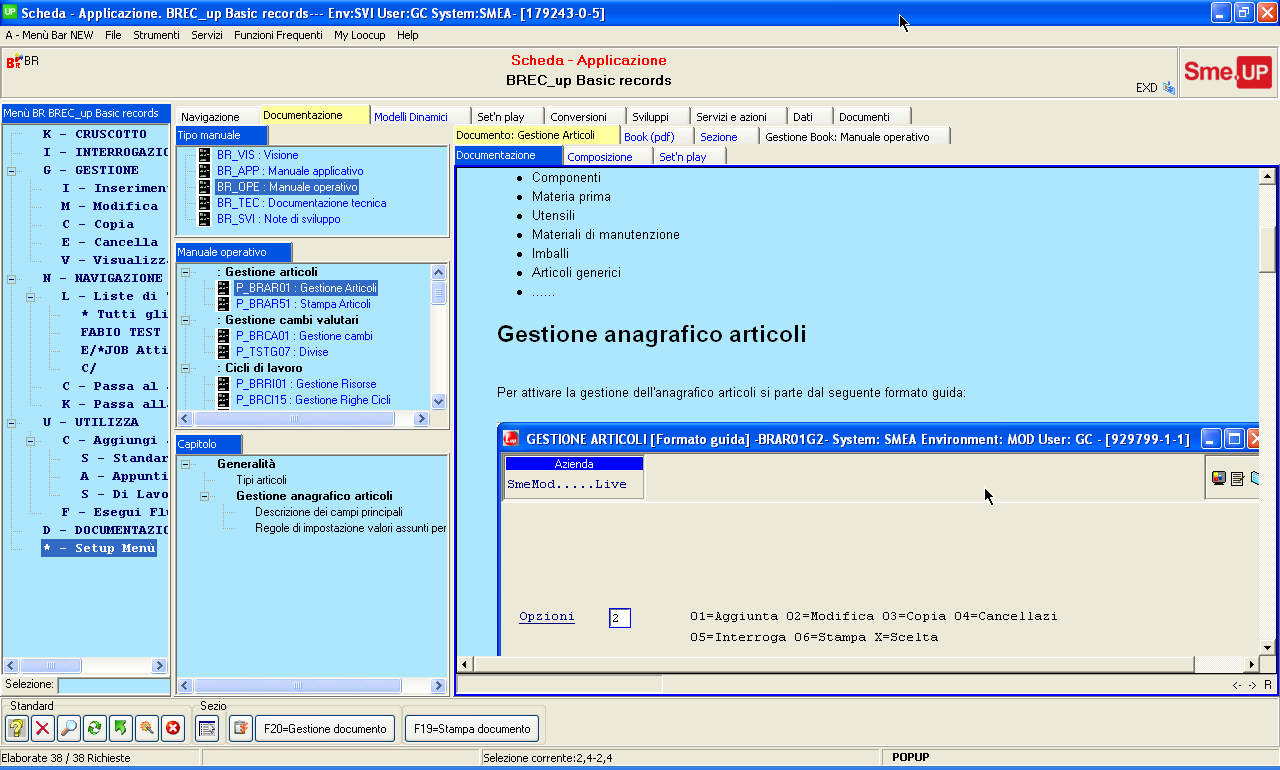 UP Scheda - Applicazione. BREC_up Basic records--- Env:SVI User:GC System:SMEA- [179243-0-5]
A - Menù Bar NEW File Strumenti Servizi Funzioni Frequenti My Loocup Help
BR BR
Scheda - Applicazione
BREC_up Basic records
EXD
Sme.UP
Menù BR BREC_up Basic records
K - CRUSCOTTO
I - INTERROGAZIO
G - GESTIONE
I - Inserimen
M - Modifica
C - Copia
E - Cancella
V - Visualizz
N - NAVIGAZIONE
L - Liste di
* Tutti gli
FABIO TEST
E/*JOB Atti
C/
C - Passa al
K - Passa all
U - UTILIZZA
C - Aggiungi
S - Standar
A - Appunti
S - Di Lavo
F - Esegui Fl
D - DOCUMENTAZIO
* - Setup Menù
Selezione:
Navigazione Documentazione Modelli Dinamici Set'n play Conversioni Sviluppi Servizi e azioni Dati Documenti
Tipo manuale
BR_VIS : Visione
BR_APP : Manuale applicativo
BR_OPE : Manuale operativo
BR_TEC : Documentazione tecnica
BR_SVI : Note di sviluppo
Manuale operativo
: Gestione articoli
P_BRAR01 : Gestione Articoli
P_BRAR51 : Stampa Articoli
: Gestione cambi valutari
P_BRCA01 : Gestione cambi
P_TSTG07 : Divise
: Cicli di lavoro
P_BRRI01 : Gestione Risorse
P_BRCI15 : Gestione Righe Cicli
Capitolo
Generalità
Tipi articoli
Gestione anagrafico articoli
Descrizione dei campi principali
Regole di impostazione valori assunti per
Documento: Gestione Articoli Book (pdf) Sezione Gestione Book: Manuale operativo
Documentazione Composizione Set'n play
• Componenti
• Materia prima
• Utensili
• Materiali di manutenzione
• Imballi
• Articoli generici
• ......
Gestione anagrafico articoli
Per attivare la gestione dell'anagrafico articoli si parte dal seguente formato guida:
GESTIONE ARTICOLI [Formato guida] -BRAR01G2- System: SMEA Environment: MOD User: GC - [929799-1-1]
Azienda
SmeMod.....Live
Opzioni 2 01=Aggiunta 02=Modifica 03=Copia 04=Cancellazi
05=Interroga 06=Stampa X=Scelta
<- -> R
Standard Sezio
F20=Gestione documento F19=Stampa documento
Elaborate 38 / 38 Richieste Selezione corrente:2,4-2,4 POPUP